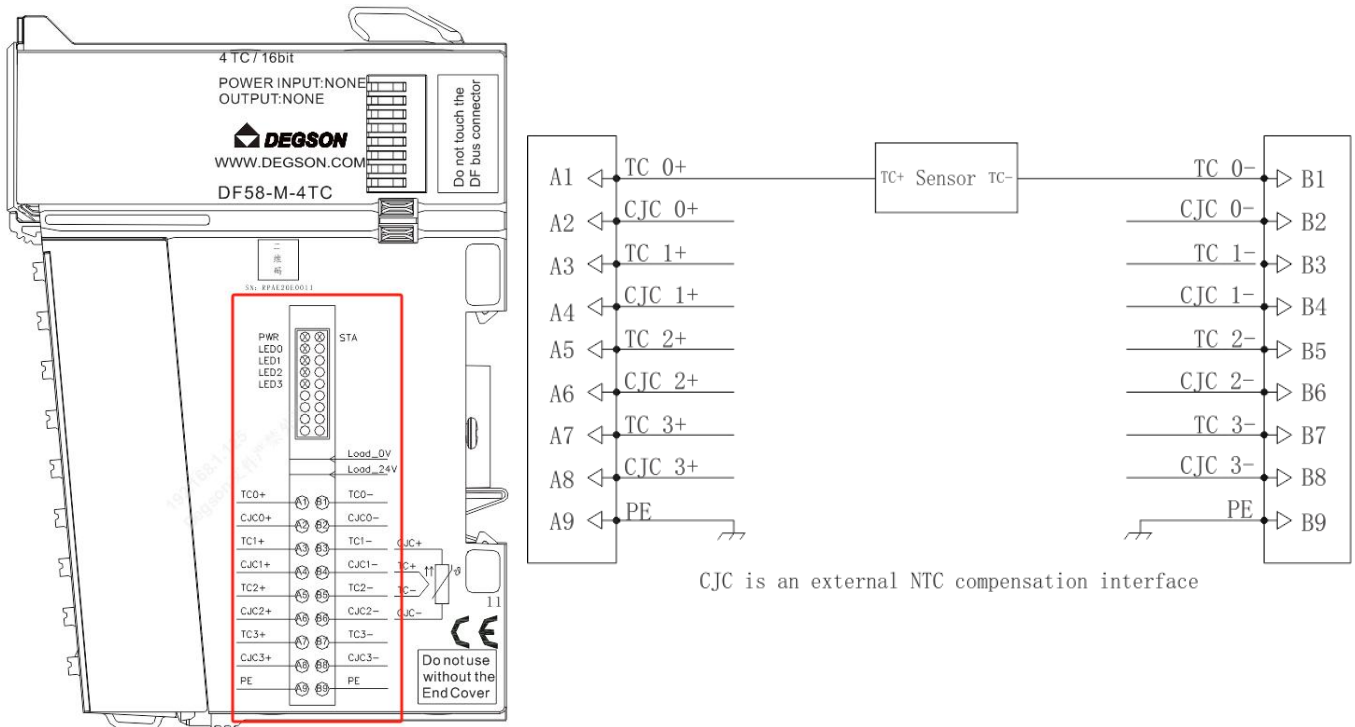 4 TC / 16bit
POWER INPUT:NONE
OUTPUT:NONE
DEGSON
WWW.DEGSON.COM
DF58-M-4TC
Do not touch the
DF bus connector
二
维
码
SN: RPAE20E0011
PWR
STA
LED0
LED1
LED2
LED3
Load_0V
Load_24V
TC0+ A1 B1 TC0-
CJC0+ A2 B2 CJC0-
TC1+ A3 B3 TC1-
CJC1+ A4 B4 CJC1-
TC2+ A5 B5 TC2-
CJC2+ A6 B6 CJC2-
TC3+ A7 B7 TC3-
CJC3+ A8 B8 CJC3-
PE A9 B9 PE
CJC+
TC+
TC-
CJC-
ϑ
11
CE
Do not use
without the
End Cover
A1 TC 0+ TC+ Sensor TC- TC 0- B1
A2 CJC 0+ CJC 0- B2
A3 TC 1+ TC 1- B3
A4 CJC 1+ CJC 1- B4
A5 TC 2+ TC 2- B5
A6 CJC 2+ CJC 2- B6
A7 TC 3+ TC 3- B7
A8 CJC 3+ CJC 3- B8
A9 PE PE B9
CJC is an external NTC compensation interface